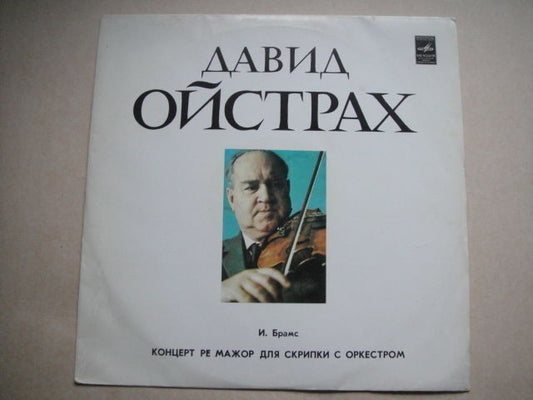 ДАВИД
ОЙСТРАХ
И. Брамс
КОНЦЕРТ РЕ МАЖОР ДЛЯ СКРИПКИ С ОРКЕСТРОМ